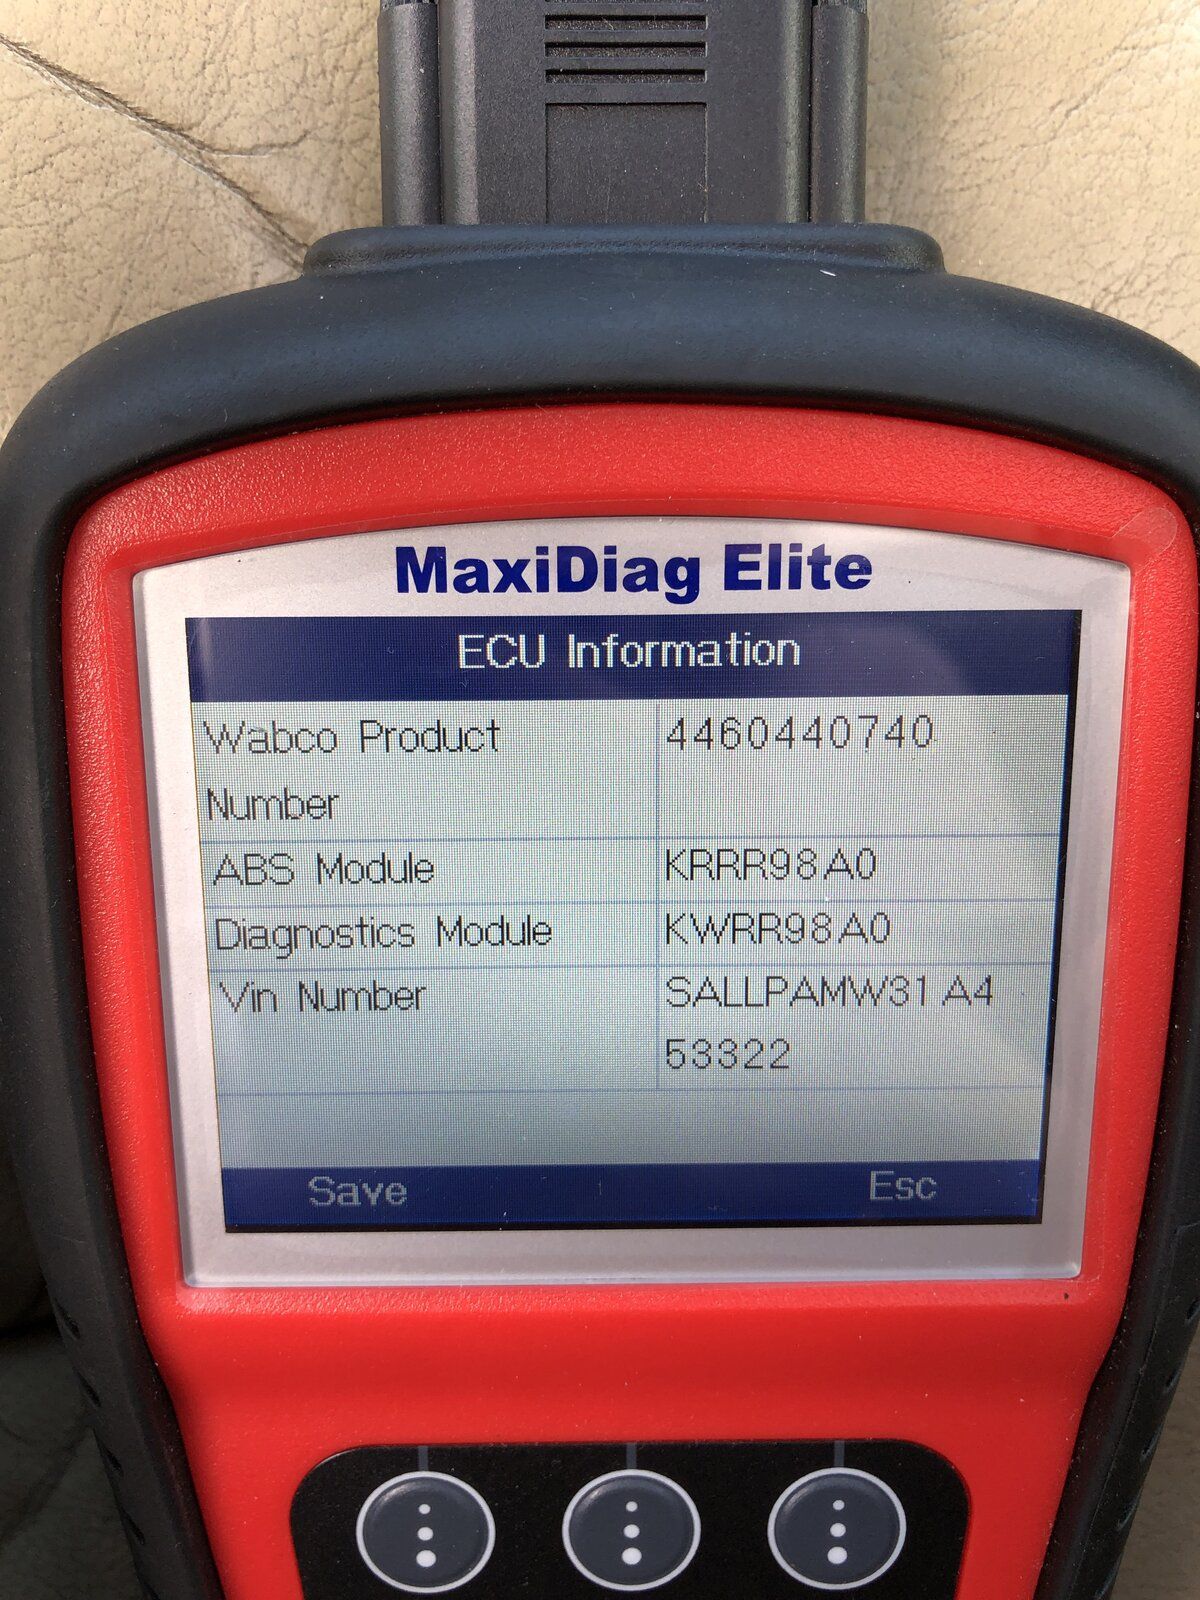 MaxiDiag Elite
ECU Information
Wabco Product 4460440740
Number
ABS Module KRRR98A0
Diagnostics Module KWRR98A0
Vin Number SALLPAMW31A4
53322
Save Esc